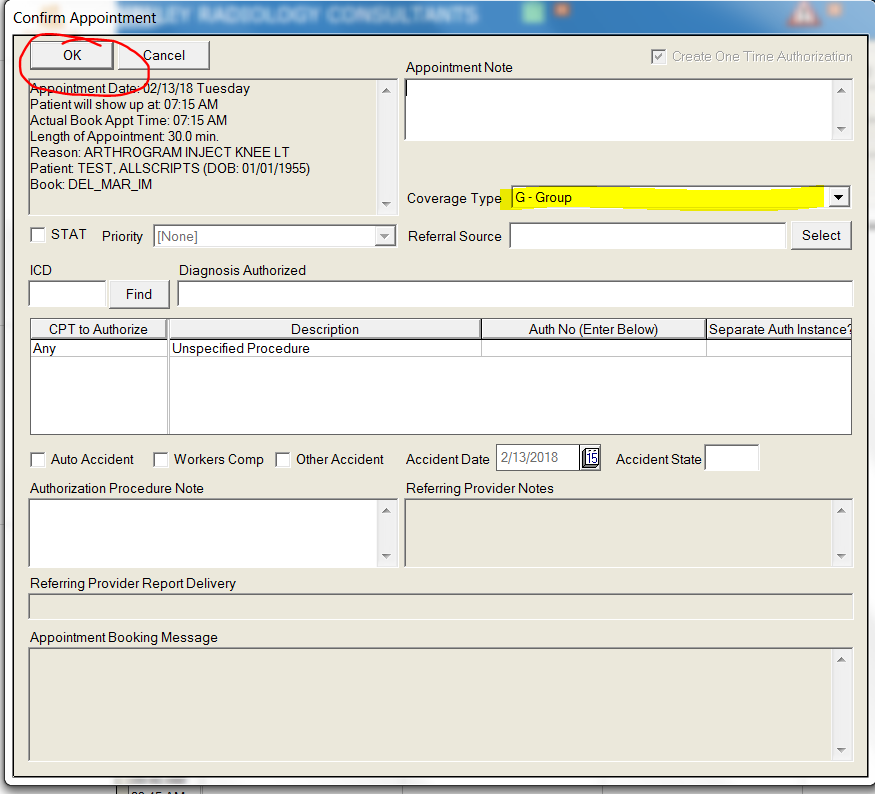 LEY RADIOLOGY CONSULTANTS
Confirm Appointment
OK
Cancel
Create One Time Authorization
Appointment Date: 02/13/18 Tuesday
Patient will show up at: 07:15 AM
Actual Book Appt Time: 07:15 AM
Length of Appointment: 30.0 min.
Reason: ARTHROGRAM INJECT KNEE LT
Patient: TEST, ALLSCRIPTS (DOB: 01/01/1955)
Book: DEL_MAR_IM
Appointment Note
Coverage Type G - Group
STAT Priority [None]
Referral Source Select
ICD Diagnosis Authorized
Find
CPT to Authorize Description Auth No (Enter Below) Separate Auth Instance?
Any Unspecified Procedure
Auto Accident Workers Comp Other Accident Accident Date 2/13/2018 15 Accident State
Authorization Procedure Note Referring Provider Notes
Referring Provider Report Delivery
Appointment Booking Message